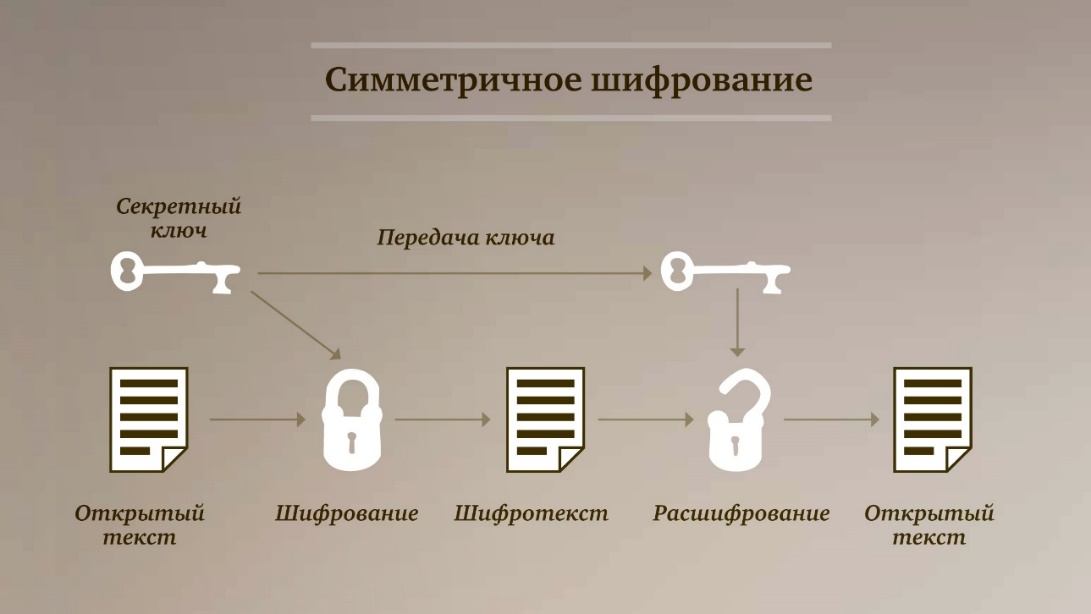 Симметричное шифрование
Секретный
ключ
Передача ключа
Открытый
текст
Шифрование
Шифротекст
Расшифрование
Открытый
текст